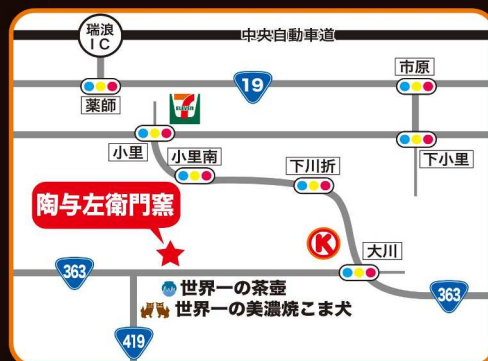 瑞浪
IC
中央自動車道
市原
19
薬師
ELEVEN
小里
小里南
下川折
下小里
陶与左衛門窯
K
大川
363
世界一の茶壺
363
世界一の美濃焼こま犬
419